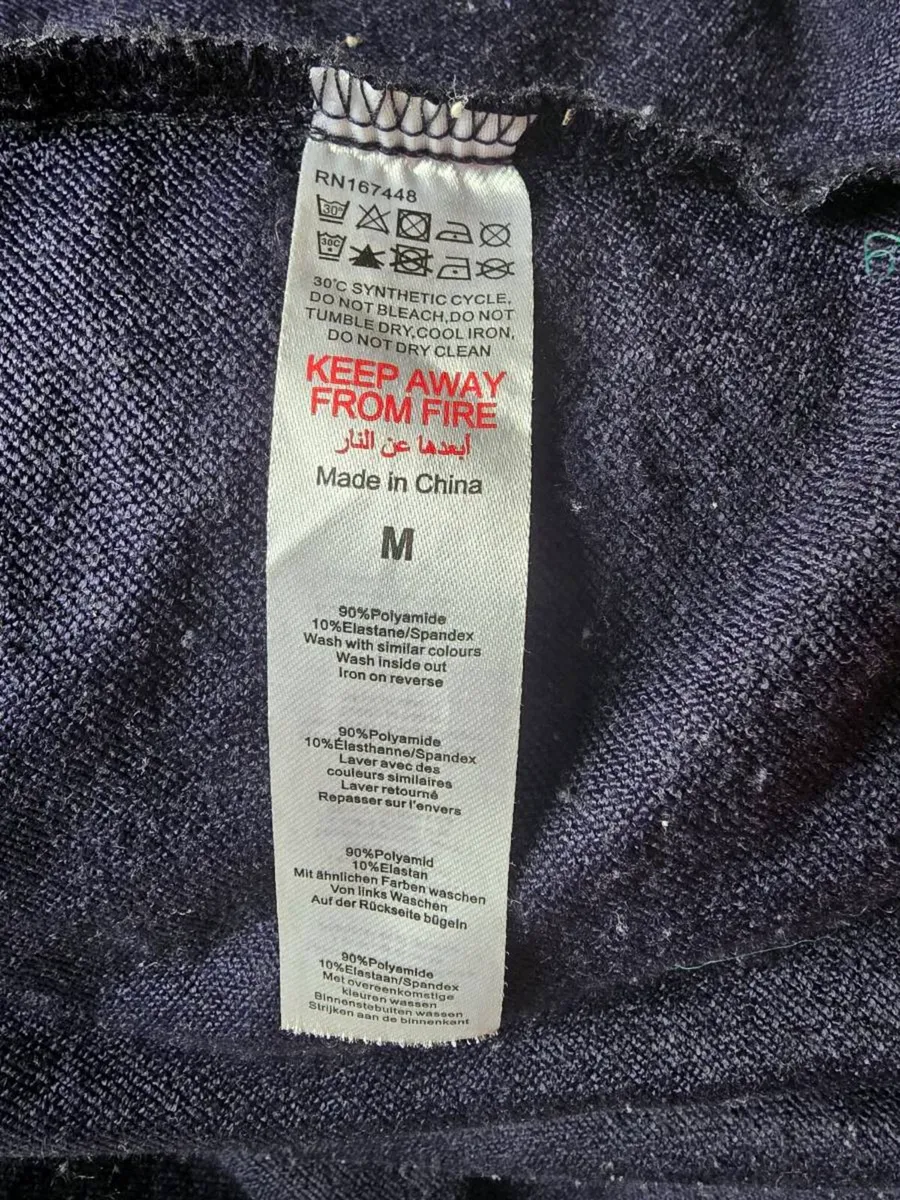 RN167448
30°
30C
30°C SYNTHETIC CYCLE,
DO NOT BLEACH,DO NOT
TUMBLE DRY,COOL IRON,
DO NOT DRY CLEAN
KEEP AWAY
FROM FIRE
أبعدها عن النار
Made in China
M
90%Polyamide
10%Elastane/Spandex
Wash with similar colours
Wash inside out
Iron on reverse
90%Polyamide
10%Élasthanne/Spandex
Laver avec des
couleurs similaires
Laver retourné
Repasser sur l'envers
90%Polyamid
10%Elastan
Mit ähnlichen Farben waschen
Von links Waschen
Auf der Rückseite bügeln
90%Polyamide
10%Elastaan/Spandex
Met overeenkomstige
kleuren wassen
Binnenstebuiten wassen
Strijken aan de binnenkant